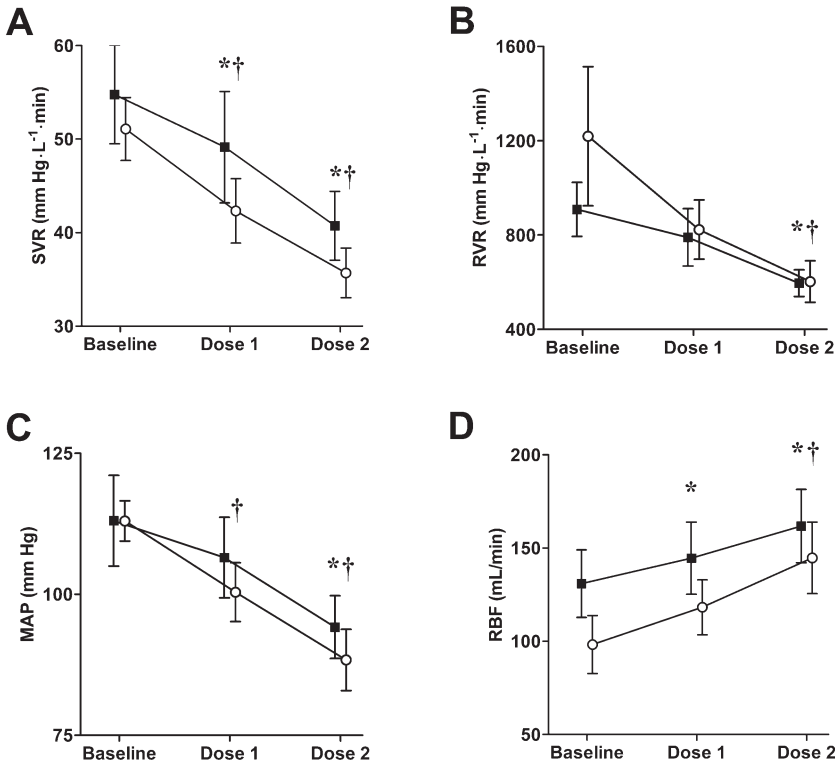 A
SVR (mm Hg·L⁻¹·min)
60
50
40
30
*†
*†
Baseline Dose 1 Dose 2
B
RVR (mm Hg·L⁻¹·min)
1600
1200
800
400
*†
Baseline Dose 1 Dose 2
C
MAP (mm Hg)
125
100
75
†
*†
Baseline Dose 1 Dose 2
D
RBF (mL/min)
200
150
100
50
*
*†
Baseline Dose 1 Dose 2